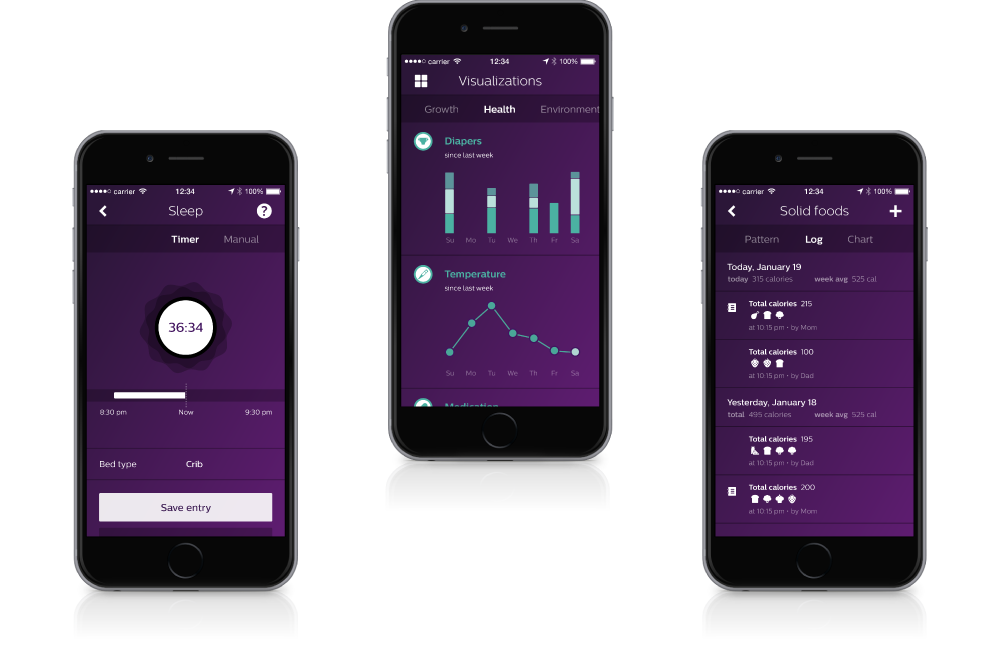 carrier 12:34 100%
Sleep ?
Timer Manual
36:34
8:30 pm Now 9:30 pm
Bed type Crib
Save entry
carrier 12:34 100%
Visualizations
Growth Health Environment
Diapers
since last week
Su Mo Tu We Th Fr Sa
Temperature
since last week
Su Mo Tu We Th Fr Sa
Medication
carrier 12:34 100%
Solid foods
Pattern Log Chart
Today, January 19
today 315 calories week avg 525 cal
Total calories 215
at 10:15 pm • by Mom
Total calories 100
at 10:15 pm • by Dad
Yesterday, January 18
total 495 calories week avg 525 cal
Total calories 195
at 10:15 pm • by Dad
Total calories 200
at 10:15 pm • by Mom